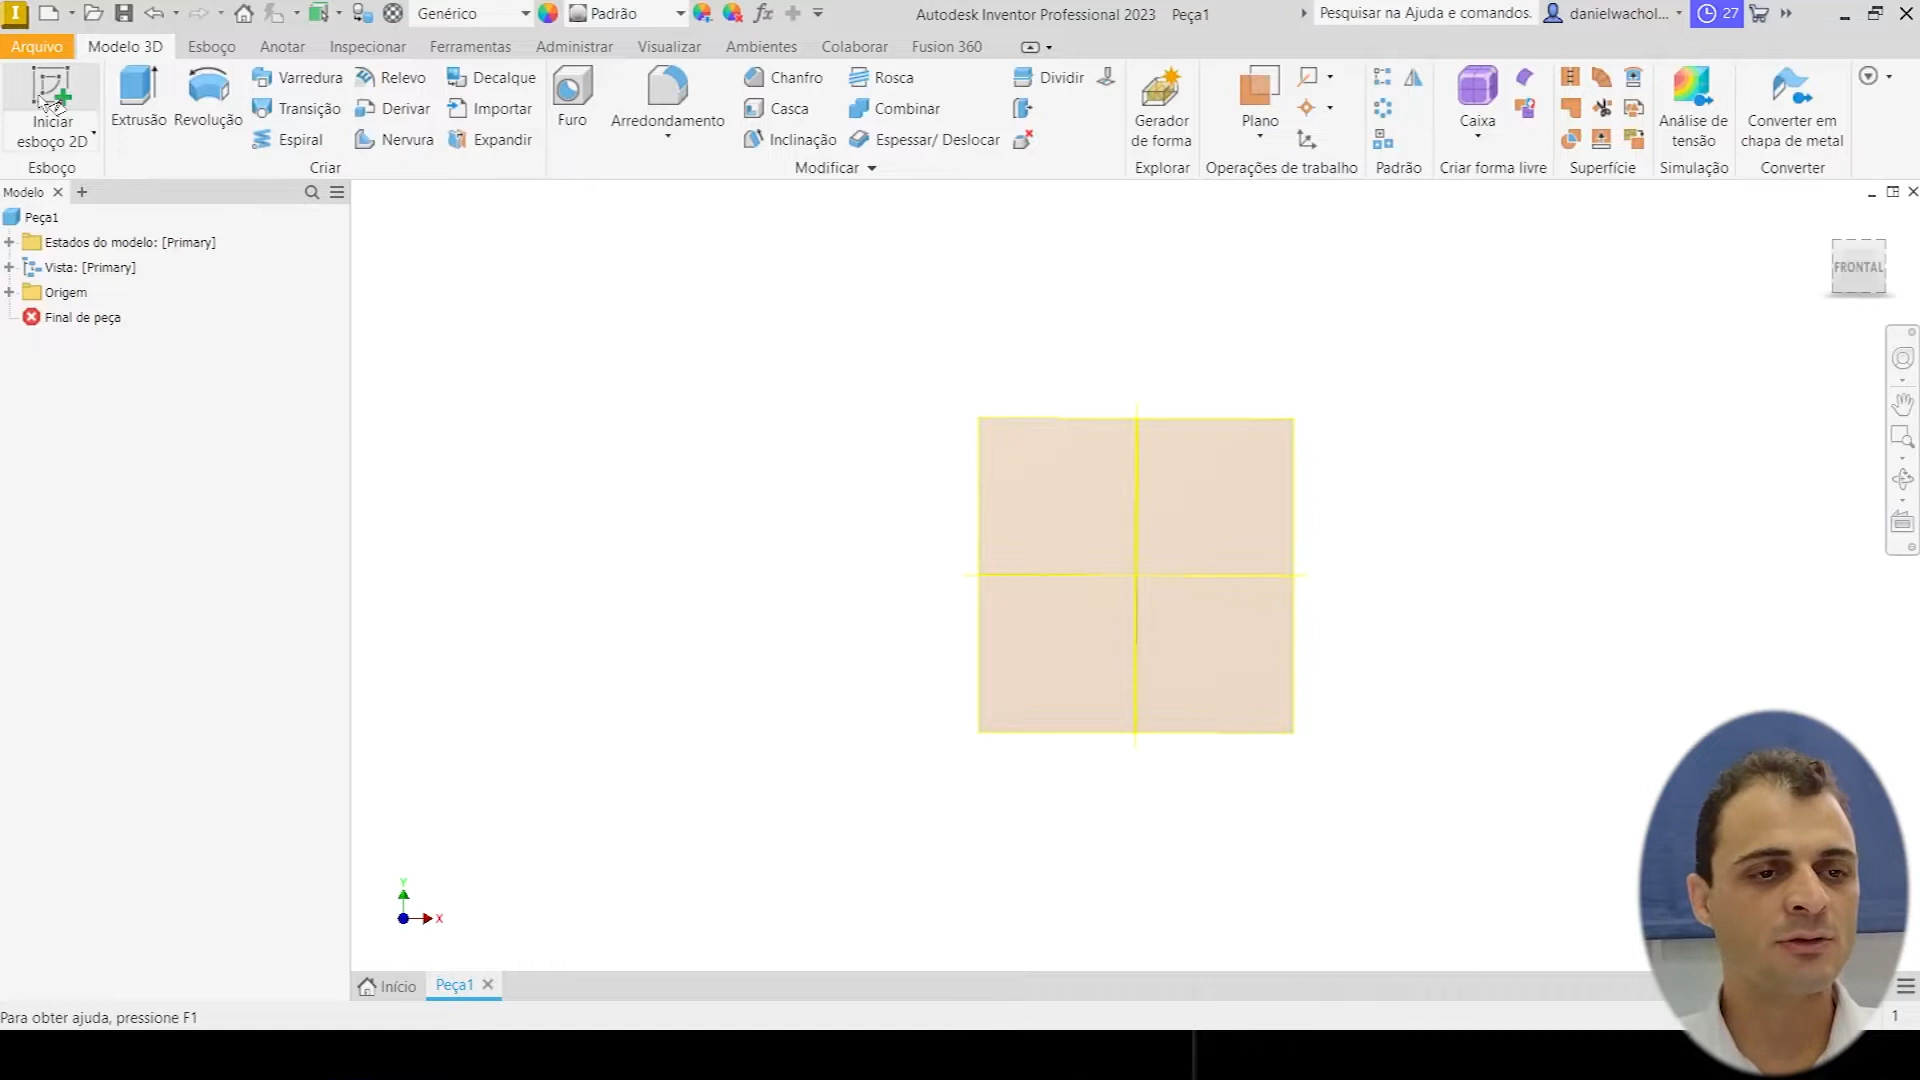 I Genérico Padrão fx Autodesk Inventor Professional 2023 Peça1 Pesquisar na Ajuda e comandos. danielwachol... 27
Arquivo Modelo 3D Esboço Anotar Inspecionar Ferramentas Administrar Visualizar Ambientes Colaborar Fusion 360
Iniciar
esboço 2D
Esboço
Extrusão
Revolução
Varredura Relevo Decalque
Transição Derivar Importar
Espiral Nervura Expandir
Criar
Furo
Arredondamento
Chanfro Rosca Dividir
Casca Combinar
Inclinação Espessar/ Deslocar
Modificar
Gerador
de forma
Explorar
Plano
Operações de trabalho
Padrão
Caixa
Criar forma livre
Superfície
Análise de
tensão
Simulação
Converter em
chapa de metal
Converter
Modelo
Peça1
Estados do modelo: [Primary]
Vista: [Primary]
Origem
Final de peça
FRONTAL
Y
X
Início Peça1
Para obter ajuda, pressione F1
1